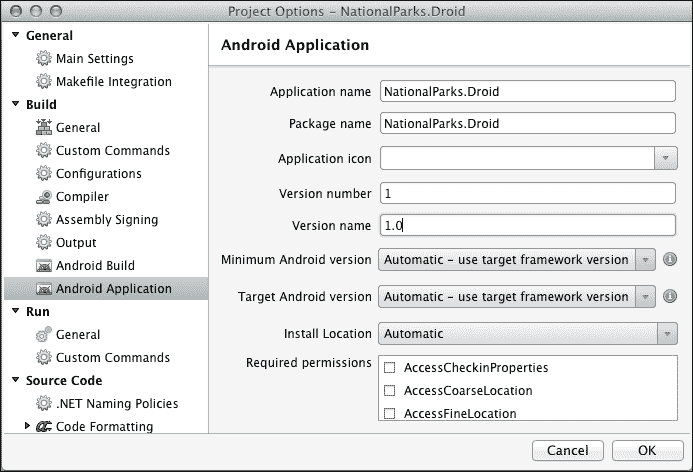 Project Options – NationalParks.Droid
General
Main Settings
Makefile Integration
Build
General
Custom Commands
Configurations
Compiler
Assembly Signing
Output
Android Build
Android Application
Run
General
Custom Commands
Source Code
.NET Naming Policies
Code Formatting
Android Application
Application name NationalParks.Droid
Package name NationalParks.Droid
Application icon
Version number 1
Version name 1.0
Minimum Android version Automatic – use target framework version
Target Android version Automatic – use target framework version
Install Location Automatic
Required permissions AccessCheckinProperties
AccessCoarseLocation
AccessFineLocation
Cancel OK